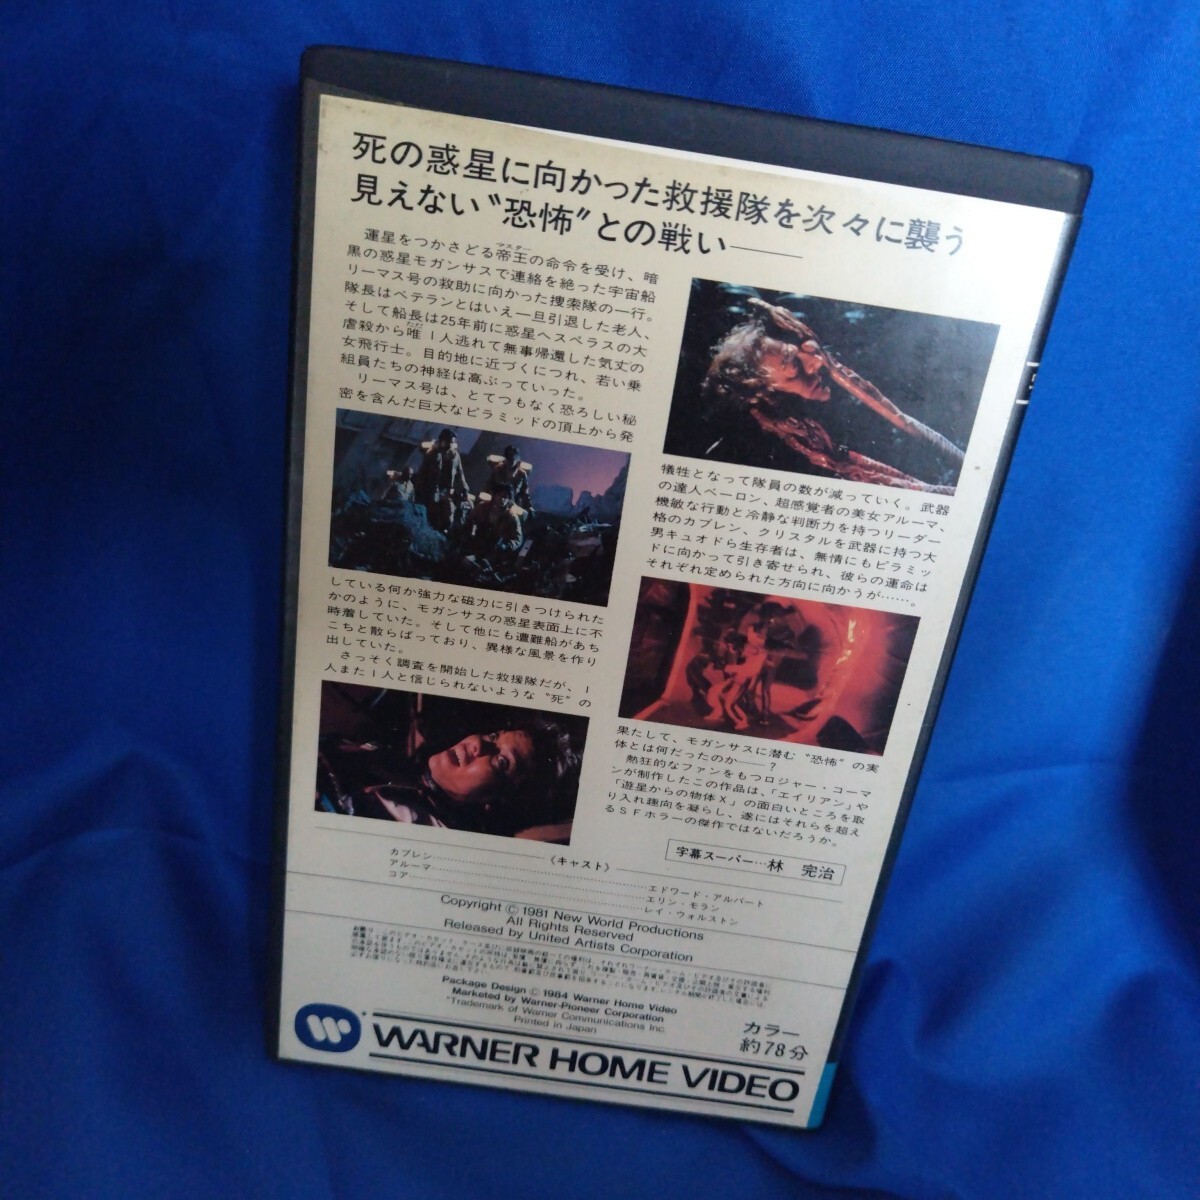 死の惑星に向かった救援隊を次々に襲う
見えない“恐怖”との戦い——
運星をつかさどる帝王の命令を受け、暗
マスター
黒の惑星モガンサスで連絡を絶った宇宙船
リーマス号の救助に向かった捜索隊の一行。
隊長はベテランとはいえ一旦引退した老人、
そして船長は25年前に惑星ヘスペラスの大
虐殺から唯1人逃れて無事帰還した気丈の
ただ
女飛行士。目的地に近づくにつれ、若い乗
組員たちの神経は高ぶっていった。
リーマス号は、とてつもなく恐ろしい秘
密を含んだ巨大なピラミッドの頂上から発
している何か強力な磁力に引きつけられた
かのように、モガンサスの惑星表面上に不
時着していた。そして他にも遭難船があち
こちと散らばっており、異様な風景を作り
出していた。
さっそく調査を開始した救援隊だが、1
人また1人と信じられないような“死”の
犠牲となって隊員の数が減っていく。武器
の達人ベーロン、超感覚者の美女アルーマ、
機敏な行動と冷静な判断力を持つリーダー
格のカブレン、クリスタルを武器に持つ大
男キュオドら生存者は、無情にもピラミッ
ドに向かって引き寄せられ、彼らの運命は
それぞれ定められた方向に向かうが……。
果たして、モガンサスに潜む“恐怖”の実
体とは何だったのか——?
熱狂的なファンをもつロジャー・コーマ
ンが制作したこの作品は、「エイリアン」や
「遊星からの物体X」の面白いところを取
り入れ趣向を凝らし、遂にはそれらを超え
るSFホラーの傑作ではないだろうか。
字幕スーパー…林 完治
《キャスト》
カブレン……エドワード・アルバート
アルーマ……エリン・モラン
コア……レイ・ウォルストン
Copyright © 1981 New World Productions
All Rights Reserved
Released by United Artists Corporation
Package Design © 1984 Warner Home Video
Marketed by Warner-Pioneer Corporation
*Trademark of Warner Communications Inc.
Printed in Japan
カラー
約78分
WARNER HOME VIDEO